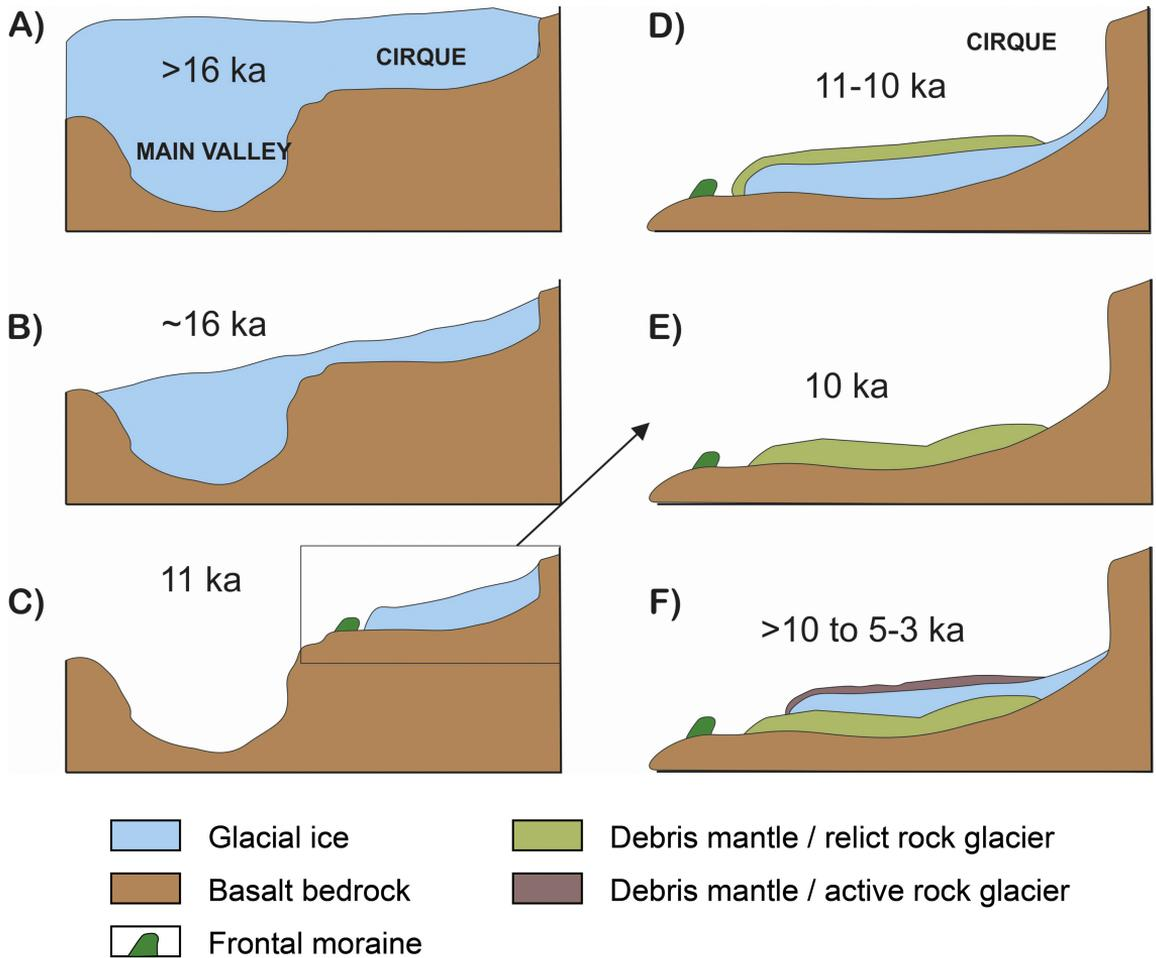 A)
>16 ka
CIRQUE
MAIN VALLEY
B)
~16 ka
C)
11 ka
D)
CIRQUE
11-10 ka
E)
10 ka
F)
>10 to 5-3 ka
Glacial ice
Basalt bedrock
Frontal moraine
Debris mantle / relict rock glacier
Debris mantle / active rock glacier